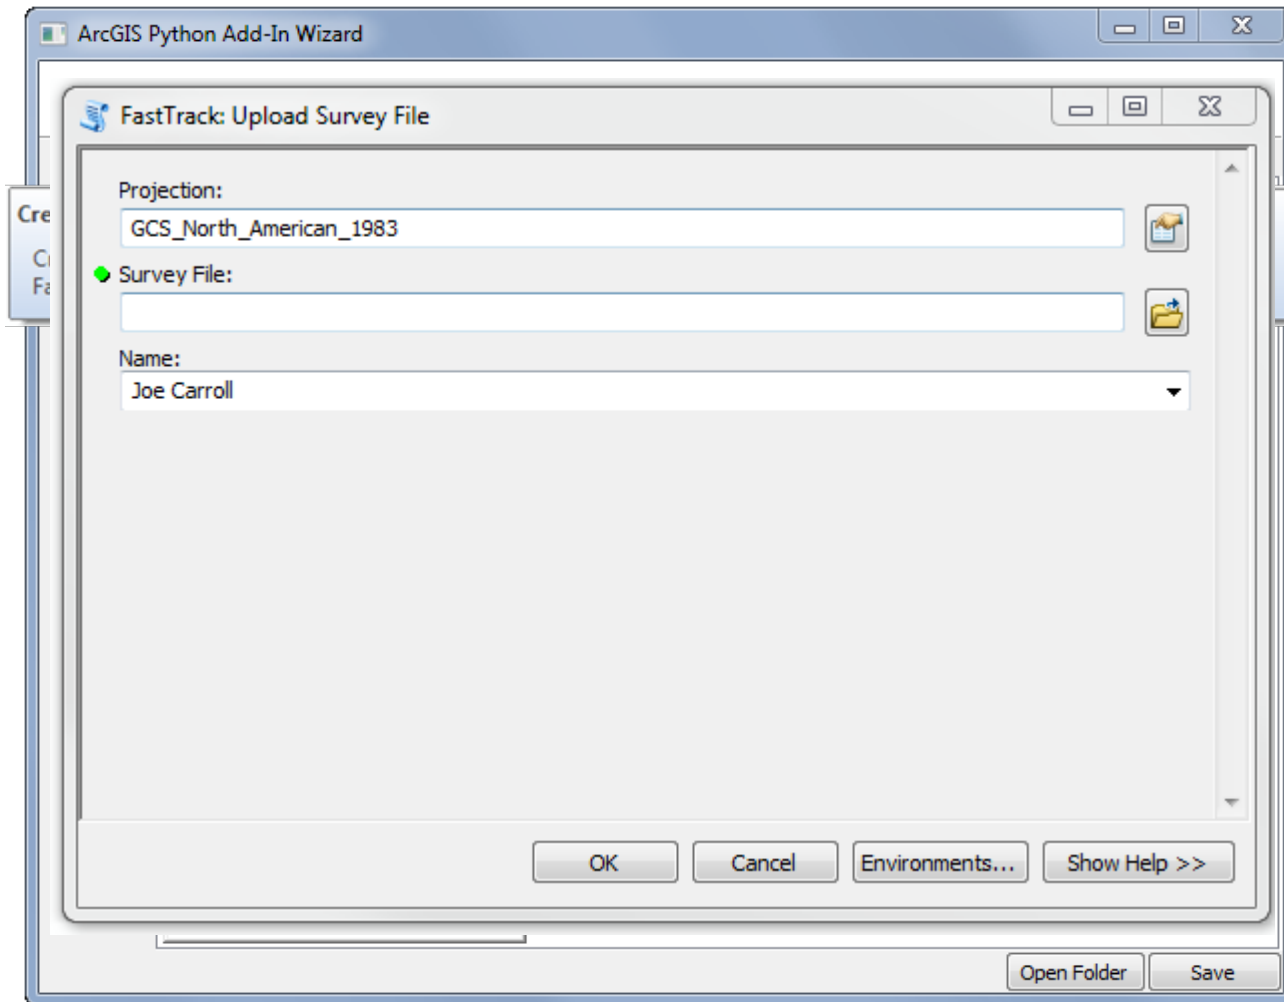 ArcGIS Python Add-In Wizard
FastTrack: Upload Survey File
Projection:
GCS_North_American_1983
Survey File:
Name:
Joe Carroll
OK
Cancel
Environments...
Show Help >>
Open Folder
Save